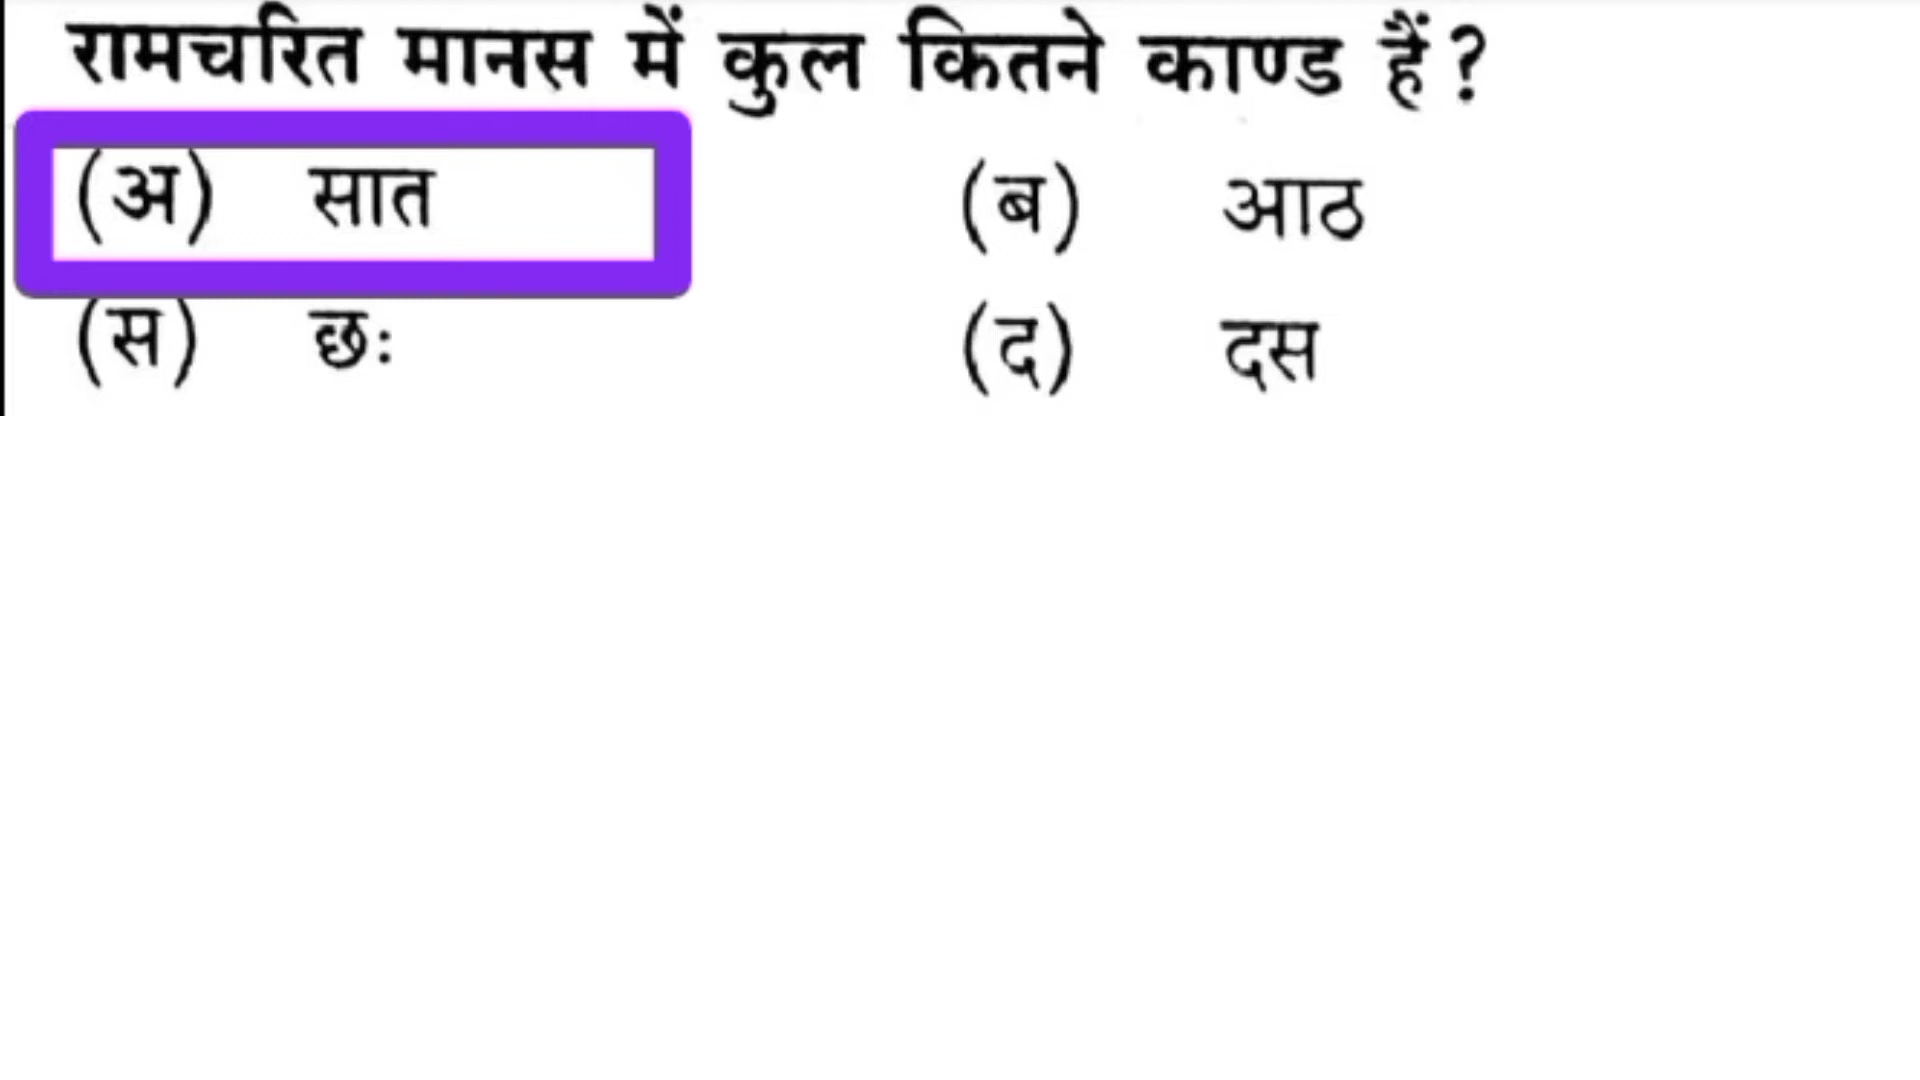 रामचरित मानस में कुल कितने काण्ड हैं?
(अ) सात (ब) आठ
(स) छः (द) दस